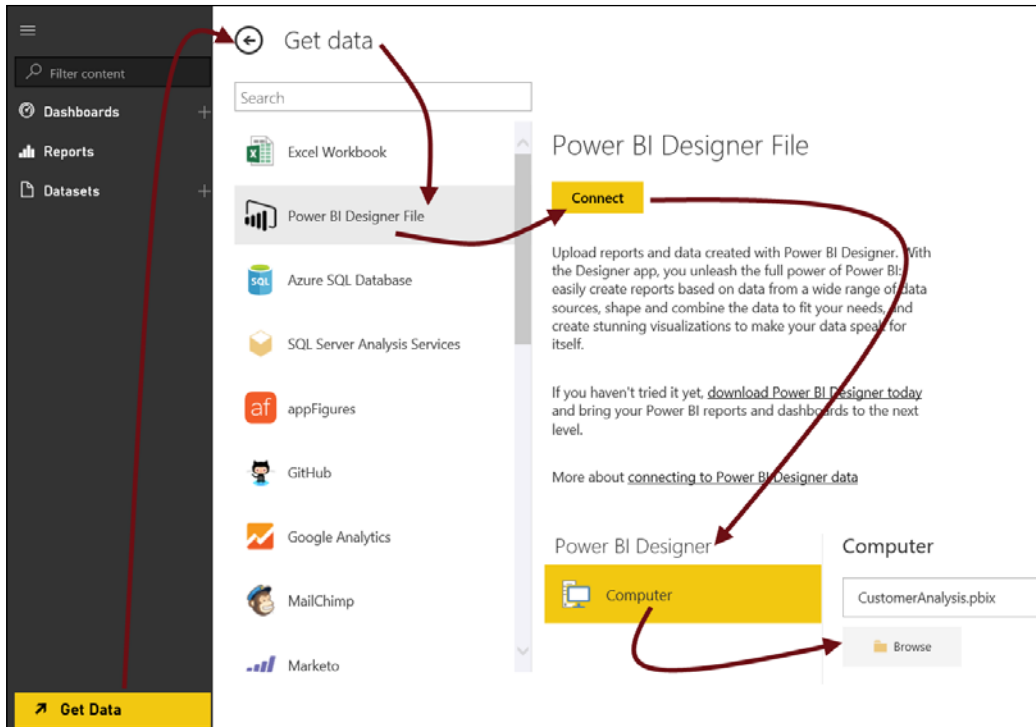 Filter content
Dashboards
Reports
Datasets
Get Data
Get data
Search
Excel Workbook
Power BI Designer File
SQL
Azure SQL Database
SQL Server Analysis Services
af
appFigures
GitHub
Google Analytics
MailChimp
Marketo
Power BI Designer File
Connect
Upload reports and data created with Power BI Designer. With
the Designer app, you unleash the full power of Power BI:
easily create reports based on data from a wide range of data
sources, shape and combine the data to fit your needs, and
create stunning visualizations to make your data speak for
itself.
If you haven't tried it yet, download Power BI Designer today
and bring your Power BI reports and dashboards to the next
level.
More about connecting to Power BI Designer data
Power BI Designer
Computer
Computer
CustomerAnalysis.pbix
Browse